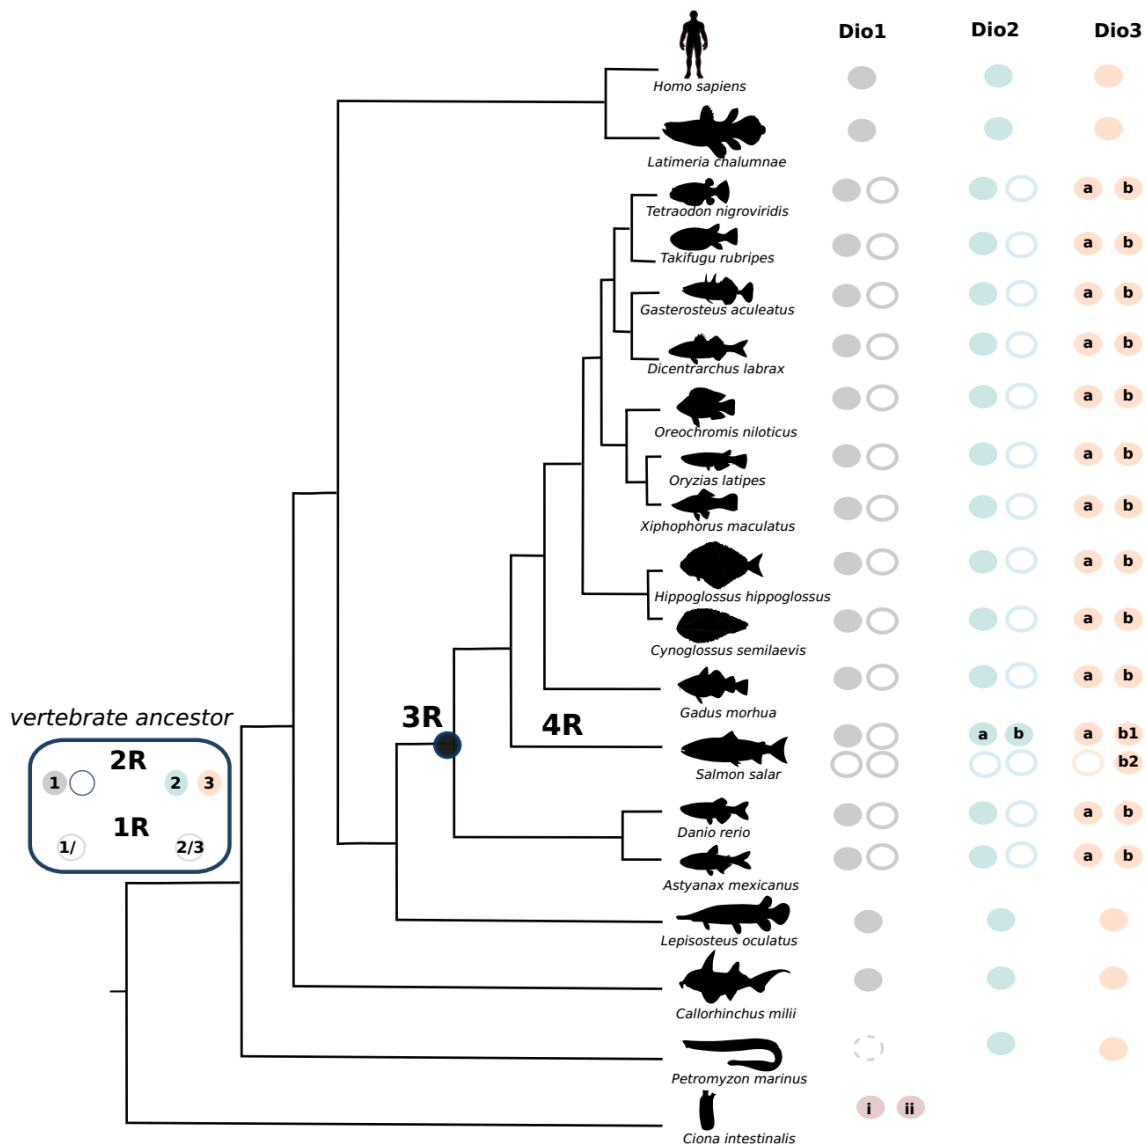 Dio1 Dio2 Dio3
Homo sapiens
Latimeria chalumnae
Tetraodon nigroviridis a b
Takifugu rubripes a b
Gasterosteus aculeatus a b
Dicentrarchus labrax a b
Oreochromis niloticus a b
Oryzias latipes a b
Xiphophorus maculatus a b
Hippoglossus hippoglossus a b
Cynoglossus semilaevis a b
Gadus morhua a b
3R 4R a b a b1
Salmon salar b2
vertebrate ancestor
2R
1 2 3
1R
1/ 2/3
Danio rerio a b
Astyanax mexicanus a b
Lepisosteus oculatus
Callorhinchus milii
Petromyzon marinus
i ii
Ciona intestinalis